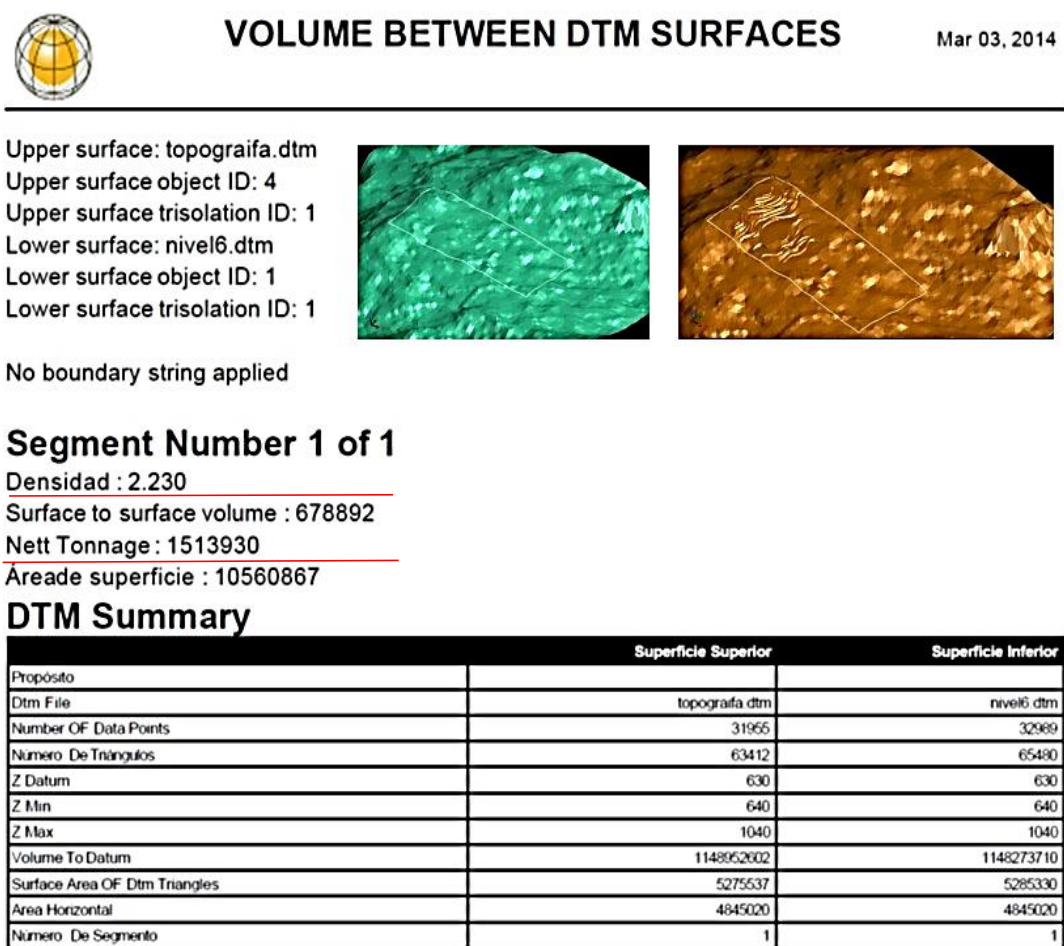 VOLUME BETWEEN DTM SURFACES
Mar 03, 2014
Upper surface: topograifa.dtm
Upper surface object ID: 4
Upper surface trisolation ID: 1
Lower surface: nivel6.dtm
Lower surface object ID: 1
Lower surface trisolation ID: 1
No boundary string applied
Segment Number 1 of 1
Densidad : 2.230
Surface to surface volume : 678892
Nett Tonnage : 1513930
Áreade superficie : 10560867
DTM Summary
Superficie Superior Superficie Inferior
Propósito
Dtm File topograifa.dtm nivel6.dtm
Number OF Data Points 31955 32989
Número De Triángulos 63412 65480
Z Datum 630 630
Z Min 640 640
Z Max 1040 1040
Volume To Datum 1148952602 1148273710
Surface Area OF Dtm Triangles 5275537 5285330
Area Horizontal 4845020 4845020
Número De Segmento 1 1